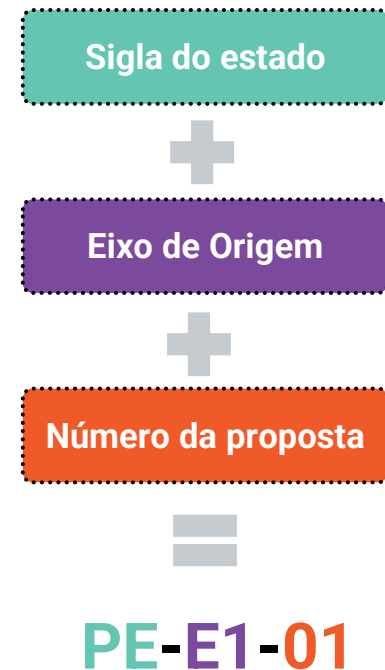 Sigla do estado
+
Eixo de Origem
+
Número da proposta
=
PE-E1-01